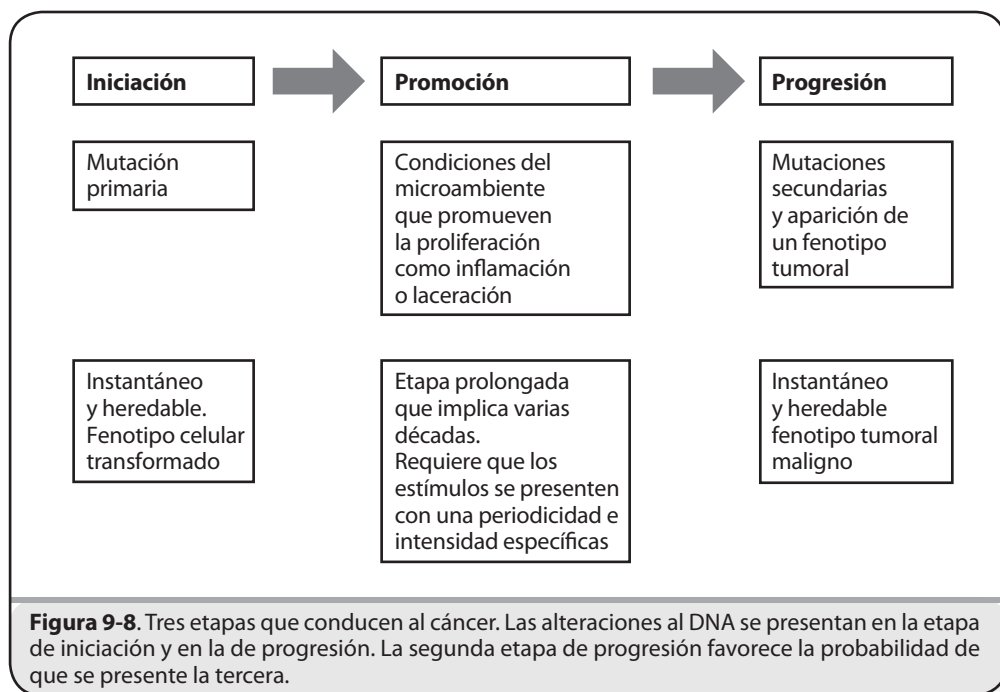 Iniciación
Promoción
Progresión
Mutación
primaria
Condiciones del
microambiente
que promueven
la proliferación
como inflamación
o laceración
Mutaciones
secundarias
y aparición de
un fenotipo
tumoral
Instantáneo
y heredable.
Fenotipo celular
transformado
Etapa prolongada
que implica varias
décadas.
Requiere que los
estímulos se presenten
con una periodicidad e
intensidad específicas
Instantáneo
y heredable
fenotipo tumoral
maligno
Figura 9-8. Tres etapas que conducen al cáncer. Las alteraciones al DNA se presentan en la etapa
de iniciación y en la de progresión. La segunda etapa de progresión favorece la probabilidad de
que se presente la tercera.